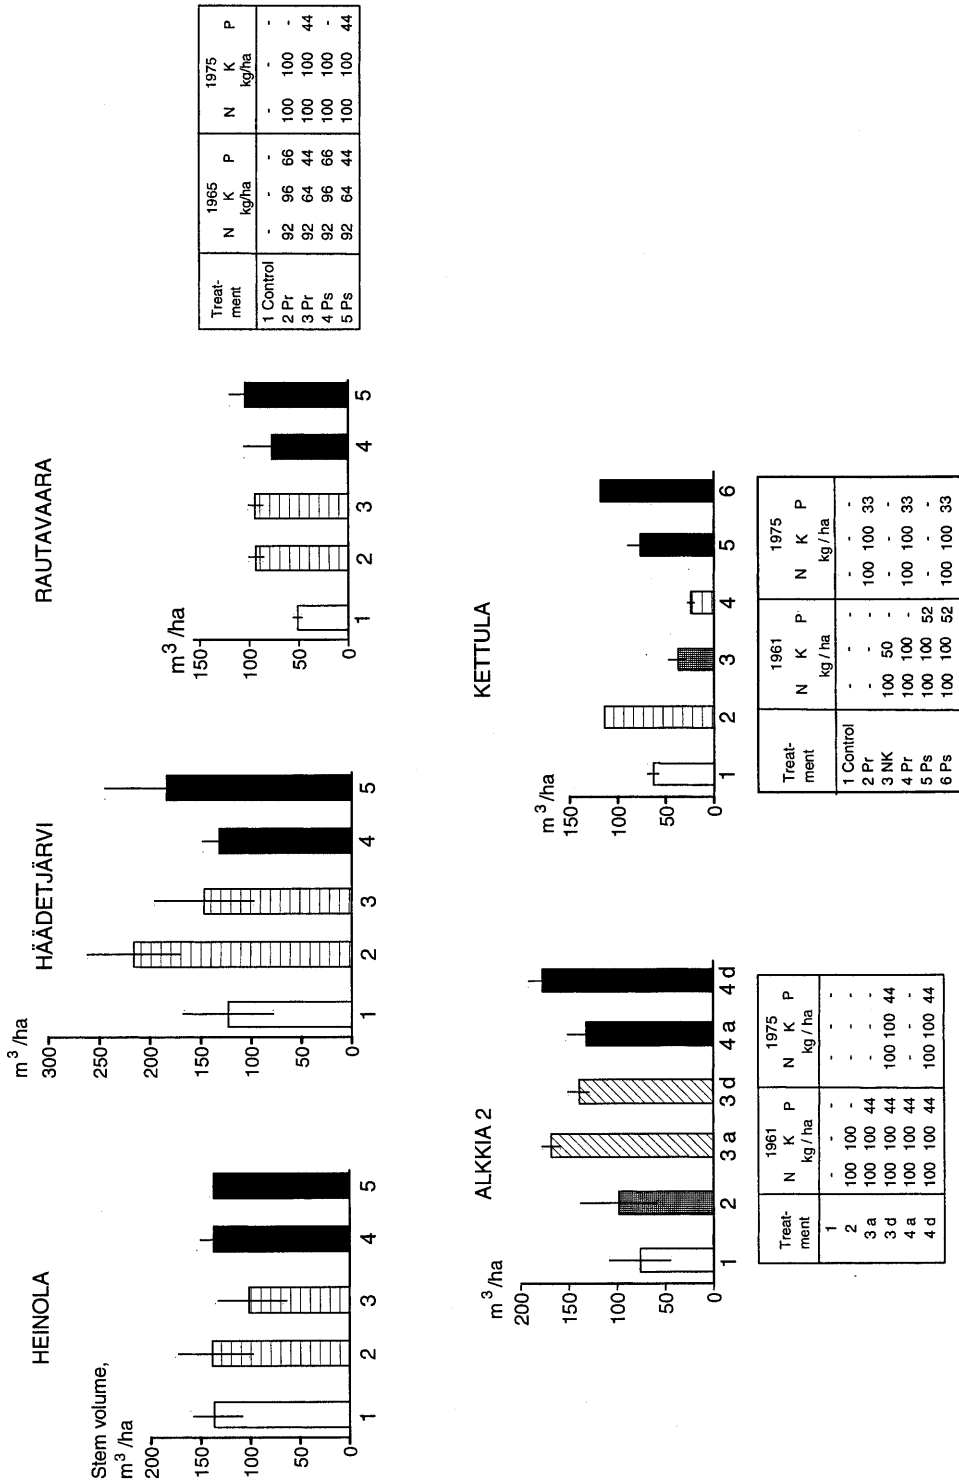 HEINOLA
Stem volume,
m³/ha
200
150
100
50
0
1 2 3 4 5
HÄÄDETJÄRVI
m³/ha
300
250
200
150
100
50
0
1 2 3 4 5
RAUTAVAARA
m³/ha
150
100
50
0
1 2 3 4 5
Treat- 1965 1975
ment N K P N K P
kg/ha kg/ha
1 Control - - - - - -
2 Pr 92 96 66 100 100 -
3 Pr 92 64 44 100 100 44
4 Ps 92 96 66 100 100 -
5 Ps 92 64 44 100 100 44
ALKKIA 2
m³/ha
200
150
100
50
0
1 2 3 a 3 d 4 a 4 d
Treat- 1961 1975
ment N K P N K P
kg / ha kg / ha
1 - - - - - -
2 100 100 - - - -
3 a 100 100 44 - - -
3 d 100 100 44 100 100 44
4 a 100 100 44 - - -
4 d 100 100 44 100 100 44
KETTULA
m³/ha
150
100
50
0
1 2 3 4 5 6
Treat- 1961 1975
ment N K P N K P
kg / ha kg / ha
1 Control - - - - - -
2 Pr - - - 100 100 33
3 NK 100 50 - - - -
4 Pr 100 100 - 100 100 33
5 Ps 100 100 52 - - -
6 Ps 100 100 52 100 100 33